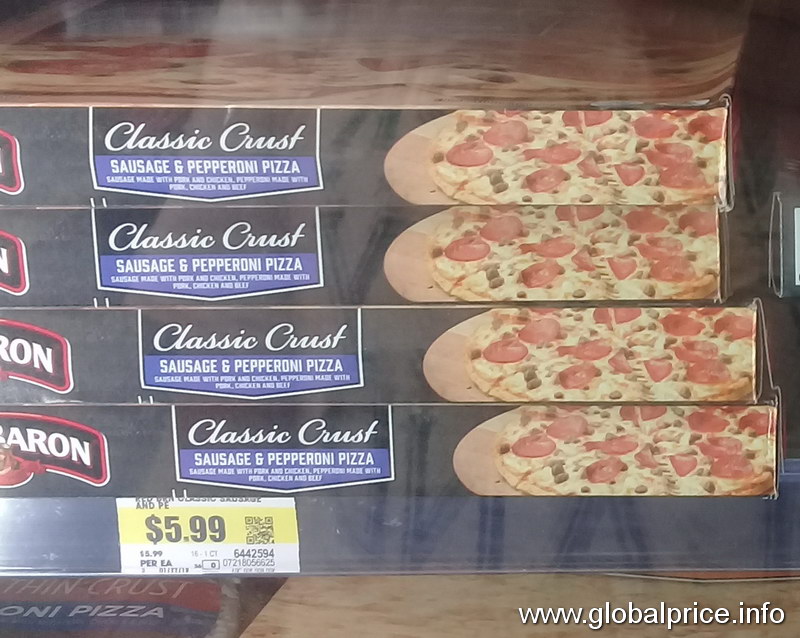 Classic Crust
SAUSAGE & PEPPERONI PIZZA
SAUSAGE MADE WITH PORK AND CHICKEN, PEPPERONI MADE WITH
PORK, CHICKEN AND BEEF
N
Classic Crust
SAUSAGE & PEPPERONI PIZZA
SAUSAGE MADE WITH PORK AND CHICKEN, PEPPERONI MADE WITH
PORK, CHICKEN AND BEEF
RON
Classic Crust
SAUSAGE & PEPPERONI PIZZA
SAUSAGE MADE WITH PORK AND CHICKEN, PEPPERONI MADE WITH
PORK, CHICKEN AND BEEF
BARON
Classic Crust
SAUSAGE & PEPPERONI PIZZA
SAUSAGE MADE WITH PORK AND CHICKEN, PEPPERONI MADE WITH
PORK, CHICKEN AND BEEF
CLASSIC SAUSAGE
AND PE
$5.99
$5.99 16 - 1 CT 6442594
PER EA 0 07218056625
THIN CRUST
ONI PIZZA
www.globalprice.info